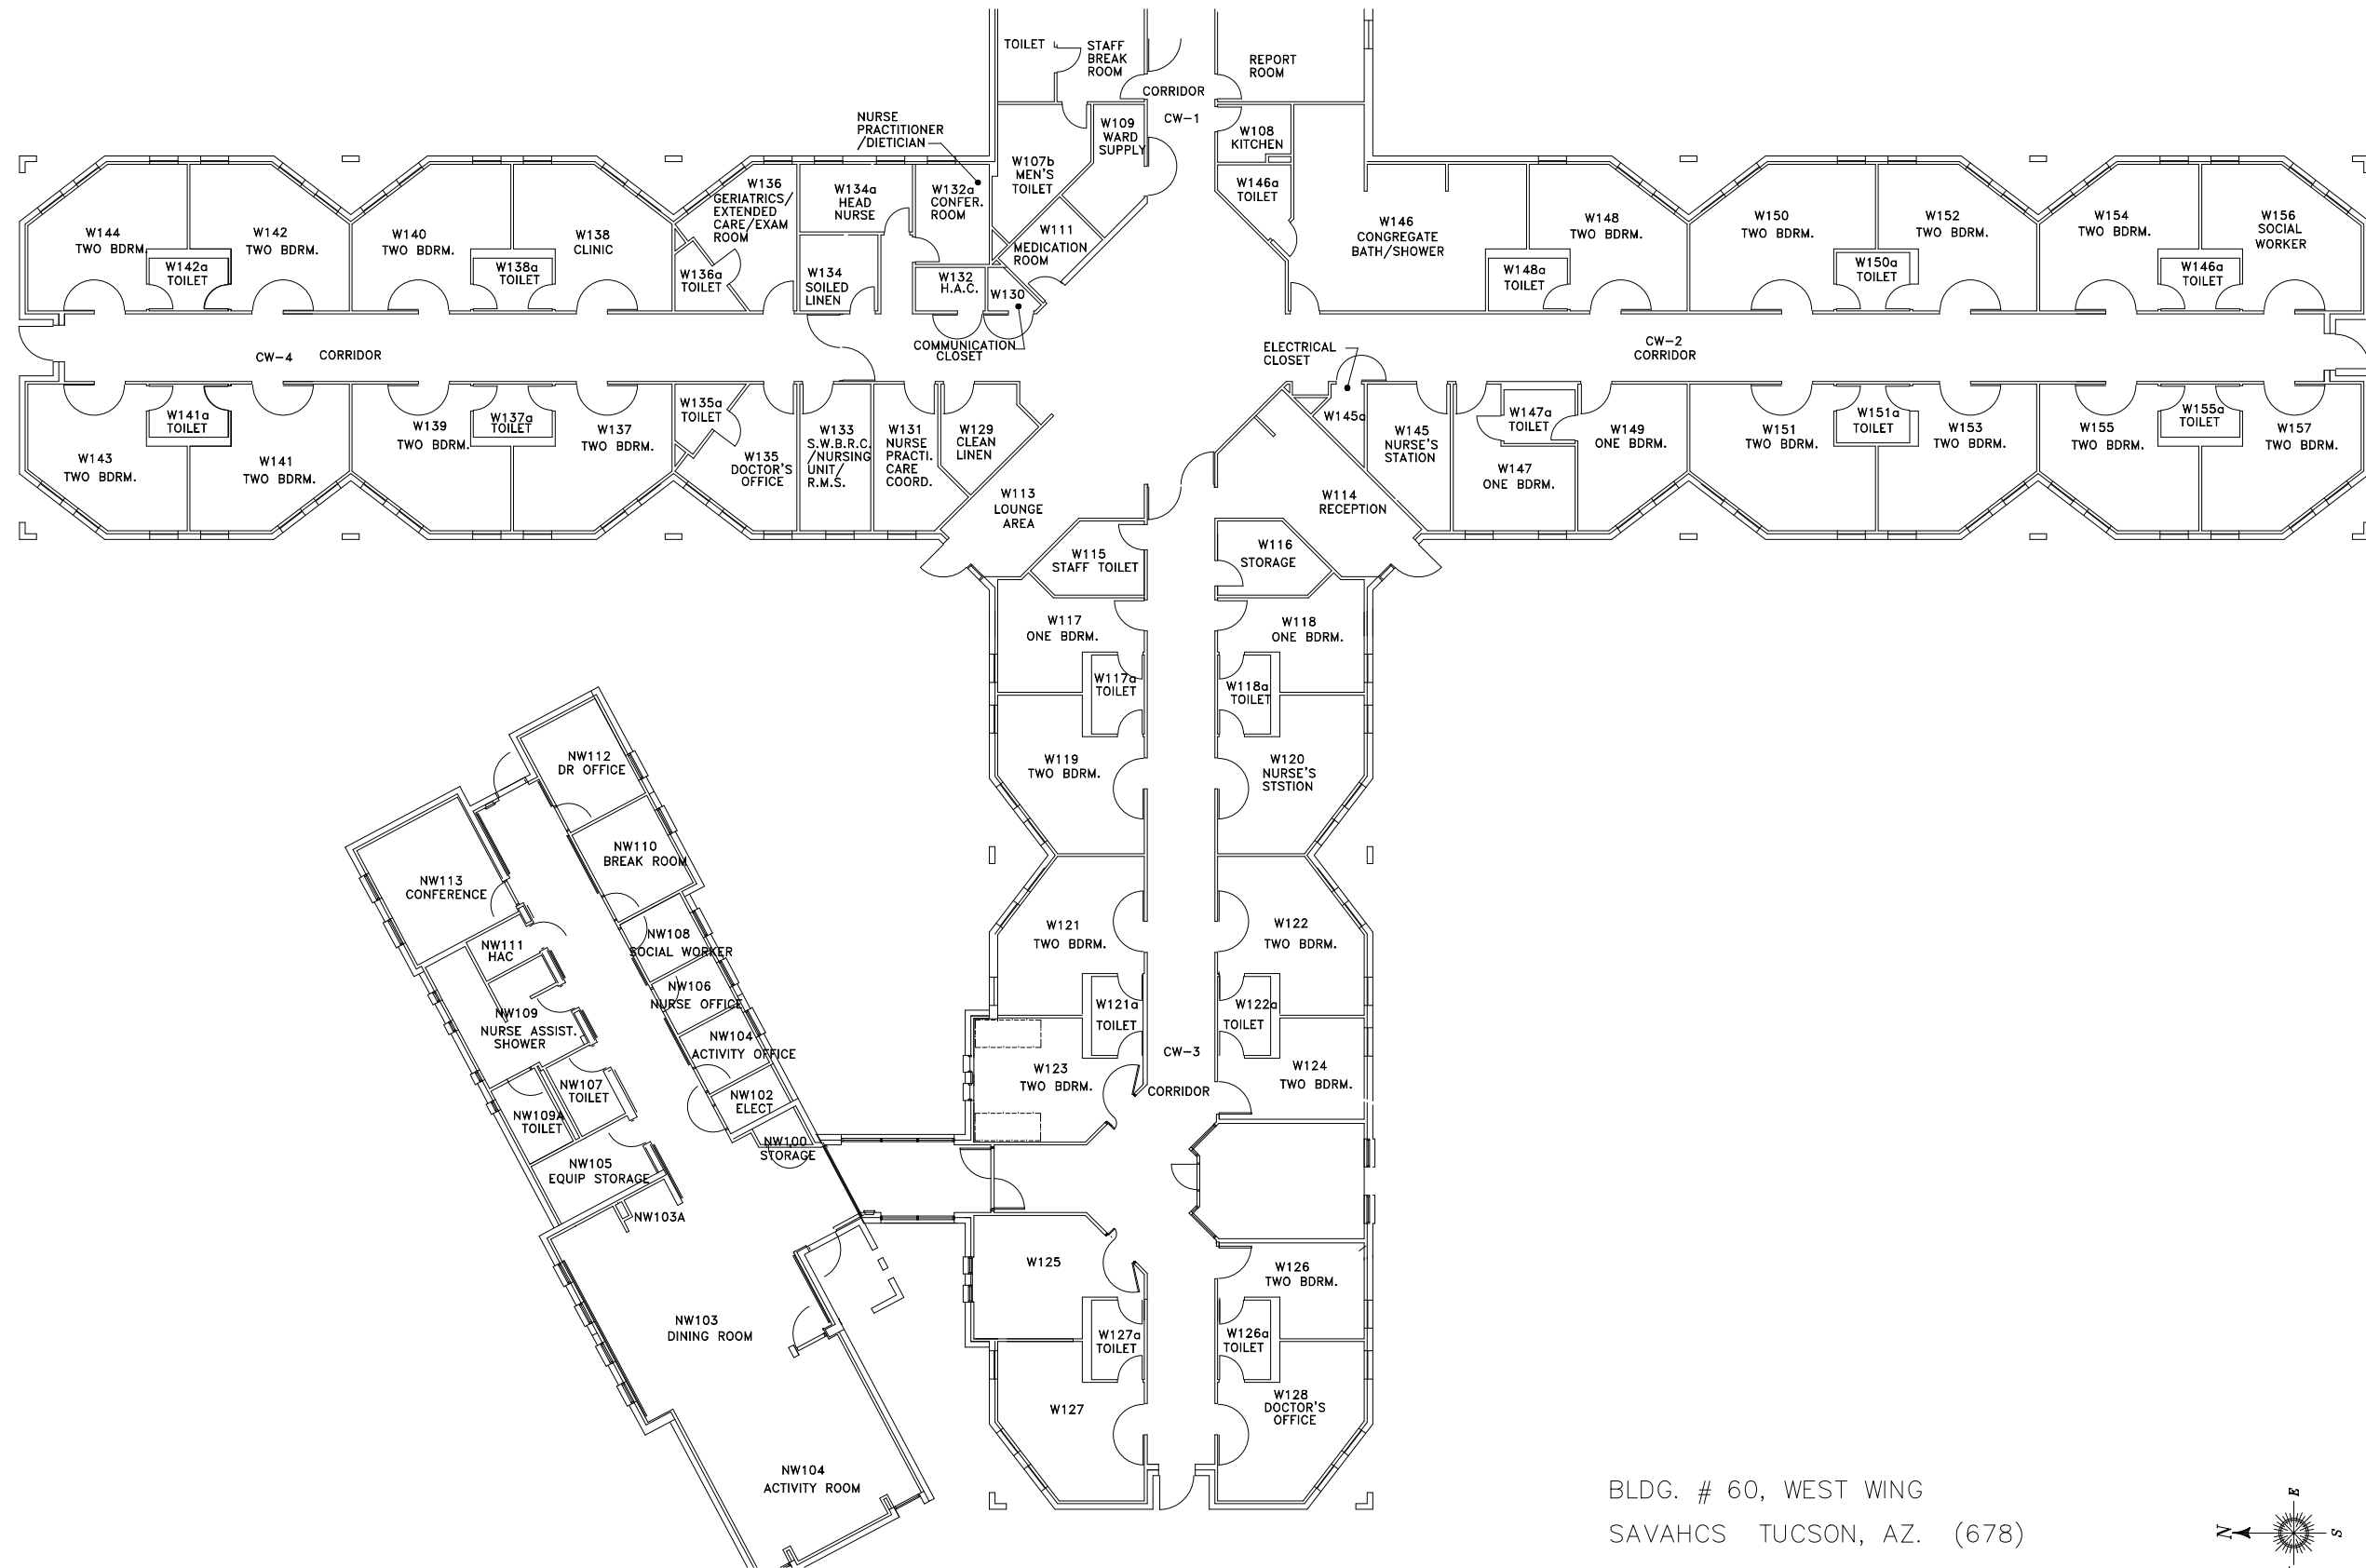 TOILET
STAFF
BREAK
ROOM
REPORT
ROOM
CORRIDOR
CW-1
NURSE
PRACTITIONER
/DIETICIAN
W109
WARD
SUPPLY
W108
KITCHEN
W107b
MEN'S
TOILET
W146a
TOILET
W111
MEDICATION
ROOM
W144
TWO BDRM.
W142a
TOILET
W142
TWO BDRM.
W140
TWO BDRM.
W138a
TOILET
W138
CLINIC
W136
GERIATRICS/
EXTENDED
CARE/EXAM
ROOM
W136a
TOILET
W134a
HEAD
NURSE
W134
SOILED
LINEN
W132a
CONFER.
ROOM
W132
H.A.C.
W130
COMMUNICATION
CLOSET
W146
CONGREGATE
BATH/SHOWER
W148a
TOILET
W148
TWO BDRM.
W150
TWO BDRM.
W150a
TOILET
W152
TWO BDRM.
W154
TWO BDRM.
W146a
TOILET
W156
SOCIAL
WORKER
CW-4 CORRIDOR
ELECTRICAL
CLOSET
CW-2
CORRIDOR
W143
TWO BDRM.
W141a
TOILET
W141
TWO BDRM.
W139
TWO BDRM.
W137a
TOILET
W137
TWO BDRM.
W135a
TOILET
W135
DOCTOR'S
OFFICE
W133
S.W.B.R.C.
/NURSING
UNIT/
R.M.S.
W131
NURSE
PRACTI.
CARE
COORD.
W129
CLEAN
LINEN
W113
LOUNGE
AREA
W114
RECEPTION
W145a
W145
NURSE'S
STATION
W147a
TOILET
W147
ONE BDRM.
W149
ONE BDRM.
W151
TWO BDRM.
W151a
TOILET
W153
TWO BDRM.
W155
TWO BDRM.
W155a
TOILET
W157
TWO BDRM.
W115
STAFF TOILET
W116
STORAGE
W117
ONE BDRM.
W118
ONE BDRM.
W117a
TOILET
W118a
TOILET
W119
TWO BDRM.
W120
NURSE'S
STSTION
W121
TWO BDRM.
W122
TWO BDRM.
W121a
TOILET
W122a
TOILET
W123
TWO BDRM.
CW-3
CORRIDOR
W124
TWO BDRM.
W125
W126
TWO BDRM.
W127a
TOILET
W126a
TOILET
W127
W128
DOCTOR'S
OFFICE
NW112
DR OFFICE
NW110
BREAK ROOM
NW113
CONFERENCE
NW108
SOCIAL WORKER
NW111
HAC
NW106
NURSE OFFICE
NW109
NURSE ASSIST.
SHOWER
NW104
ACTIVITY OFFICE
NW107
TOILET
NW102
ELECT
NW109A
TOILET
NW100
STORAGE
NW105
EQUIP STORAGE
NW103A
NW103
DINING ROOM
NW104
ACTIVITY ROOM
BLDG. # 60, WEST WING
SAVAHCS TUCSON, AZ. (678)
E
N
S